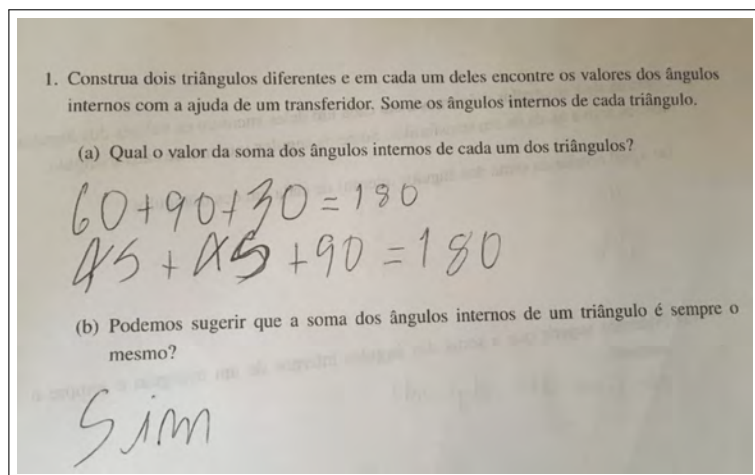 1. Construa dois triângulos diferentes e em cada um deles encontre os valores dos ângulos
internos com a ajuda de um transferidor. Some os ângulos internos de cada triângulo.
(a) Qual o valor da soma dos ângulos internos de cada um dos triângulos?
60+90+30=180
45+45+90=180
(b) Podemos sugerir que a soma dos ângulos internos de um triângulo é sempre o
mesmo?
Sim